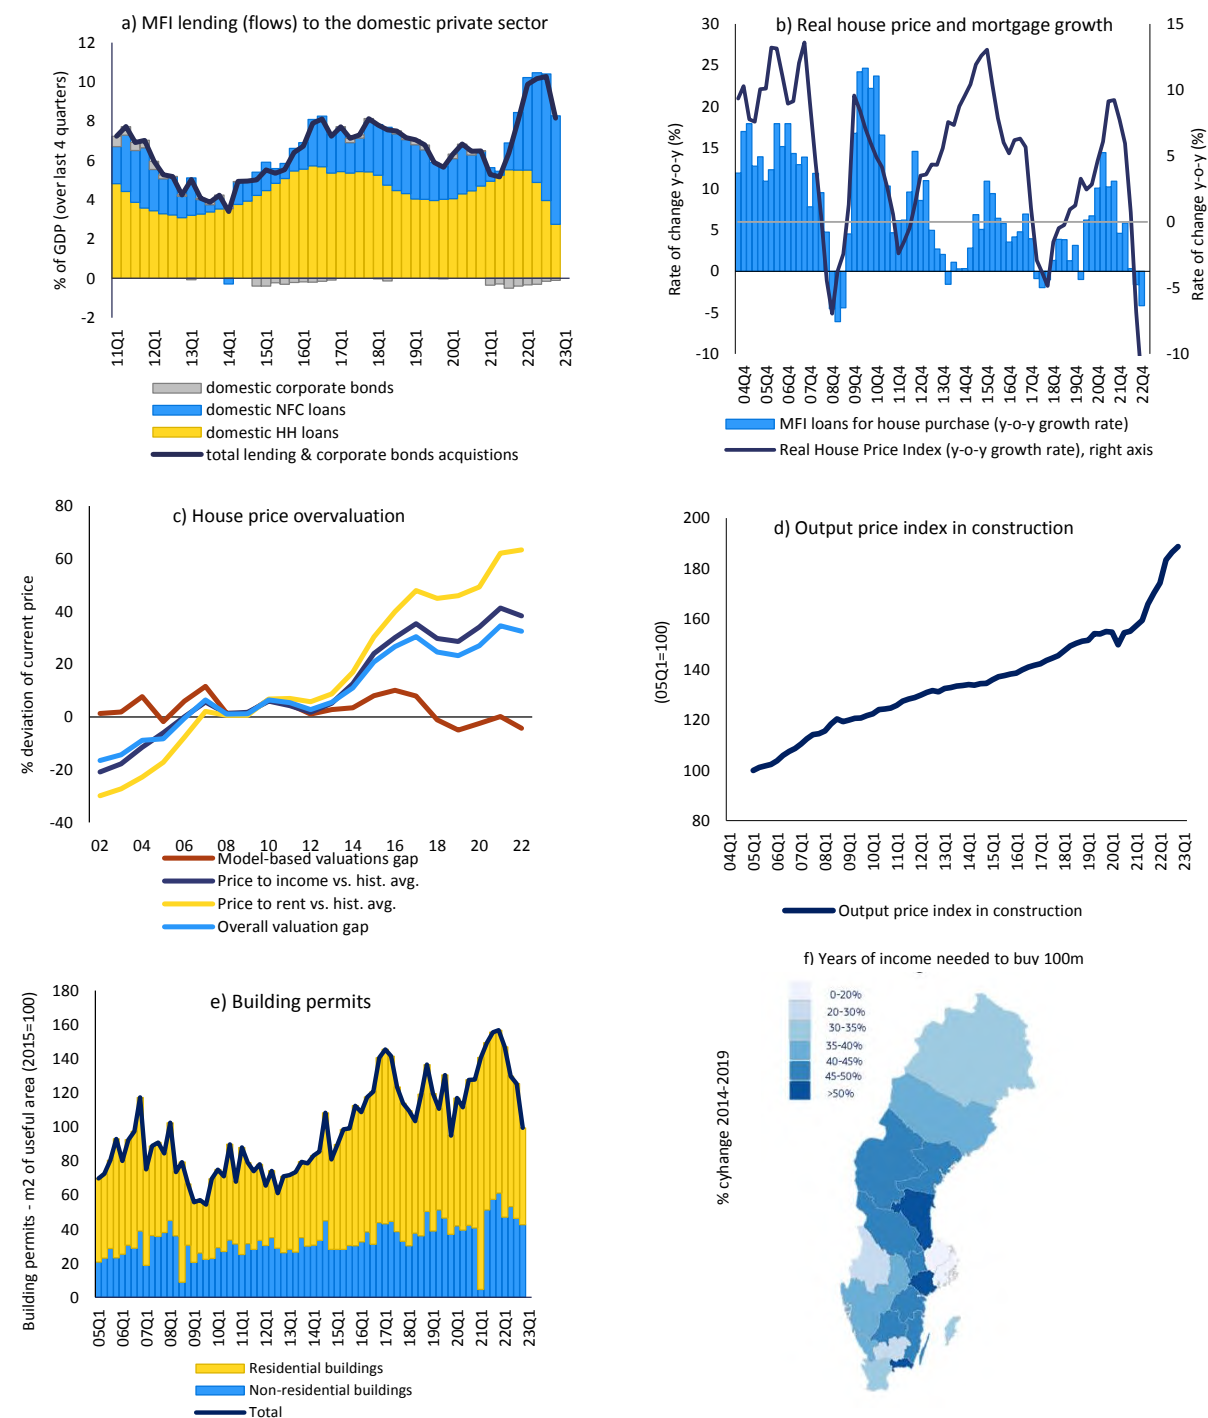 a) MFI lending (flows) to the domestic private sector
% of GDP (over last 4 quarters)
12
10
8
6
4
2
0
-2
11Q1
12Q1
13Q1
14Q1
15Q1
16Q1
17Q1
18Q1
19Q1
20Q1
21Q1
22Q1
23Q1
domestic corporate bonds
domestic NFC loans
domestic HH loans
total lending & corporate bonds acquistions
b) Real house price and mortgage growth
Rate of change y-o-y (%)
30
25
20
15
10
5
0
-5
-10
15
10
5
0
-5
-10
Rate of change y-o-y (%)
04Q4
05Q4
06Q4
07Q4
08Q4
09Q4
10Q4
11Q4
12Q4
13Q4
14Q4
15Q4
16Q4
17Q4
18Q4
19Q4
20Q4
21Q4
22Q4
MFI loans for house purchase (y-o-y growth rate)
Real House Price Index (y-o-y growth rate), right axis
c) House price overvaluation
% deviation of current price
80
60
40
20
0
-20
-40
02 04 06 08 10 12 14 16 18 20 22
Model-based valuations gap
Price to income vs. hist. avg.
Price to rent vs. hist. avg.
Overall valuation gap
d) Output price index in construction
(05Q1=100)
200
180
160
140
120
100
80
04Q1
05Q1
06Q1
07Q1
08Q1
09Q1
10Q1
11Q1
12Q1
13Q1
14Q1
15Q1
16Q1
17Q1
18Q1
19Q1
20Q1
21Q1
22Q1
23Q1
Output price index in construction
e) Building permits
Building permits - m2 of useful area (2015=100)
180
160
140
120
100
80
60
40
20
0
05Q1
06Q1
07Q1
08Q1
09Q1
10Q1
11Q1
12Q1
13Q1
14Q1
15Q1
16Q1
17Q1
18Q1
19Q1
20Q1
21Q1
22Q1
23Q1
Residential buildings
Non-residential buildings
Total
f) Years of income needed to buy 100m
% cyhange 2014-2019
0-20%
20-30%
30-35%
35-40%
40-45%
45-50%
>50%